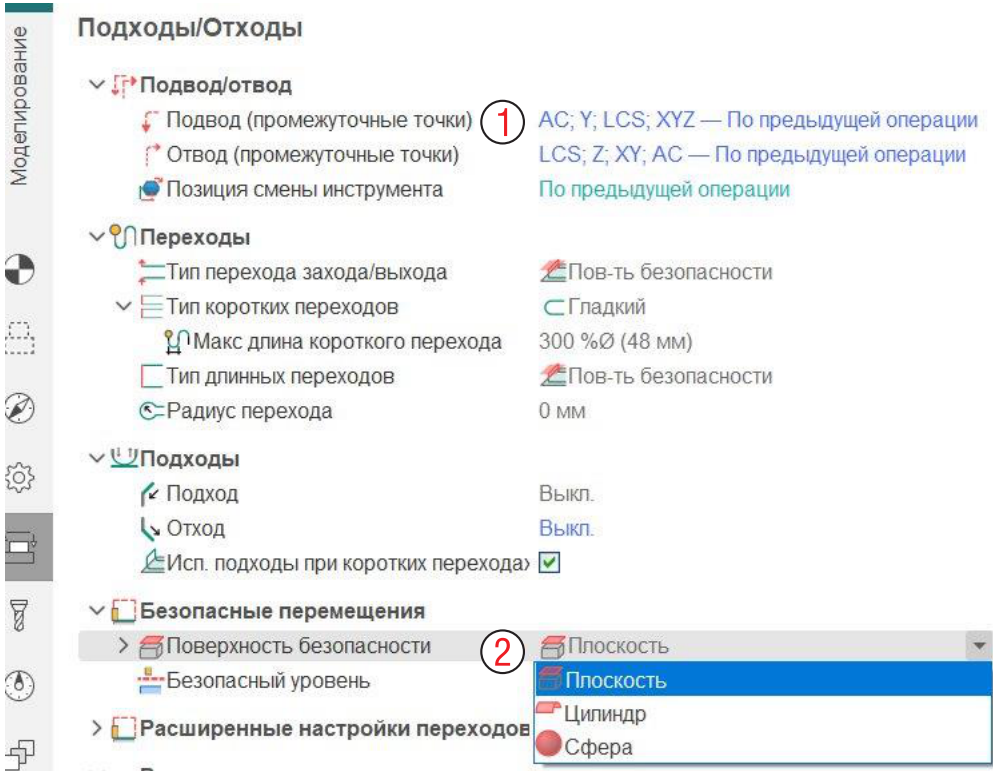 Моделирование
Подходы/Отходы
Подвод/отвод
Подвод (промежуточные точки) 1 AC; Y; LCS; XYZ — По предыдущей операции
Отвод (промежуточные точки) LCS; Z; XY; AC — По предыдущей операции
Позиция смены инструмента По предыдущей операции
Переходы
Тип перехода захода/выхода Пов-ть безопасности
Тип коротких переходов Гладкий
Макс длина короткого перехода 300 %Ø (48 мм)
Тип длинных переходов Пов-ть безопасности
Радиус перехода 0 мм
Подходы
Подход Выкл.
Отход Выкл.
Исп. подходы при коротких перехода
Безопасные перемещения
Поверхность безопасности 2 Плоскость
Безопасный уровень Плоскость
Цилиндр
Расширенные настройки переходов
Сфера